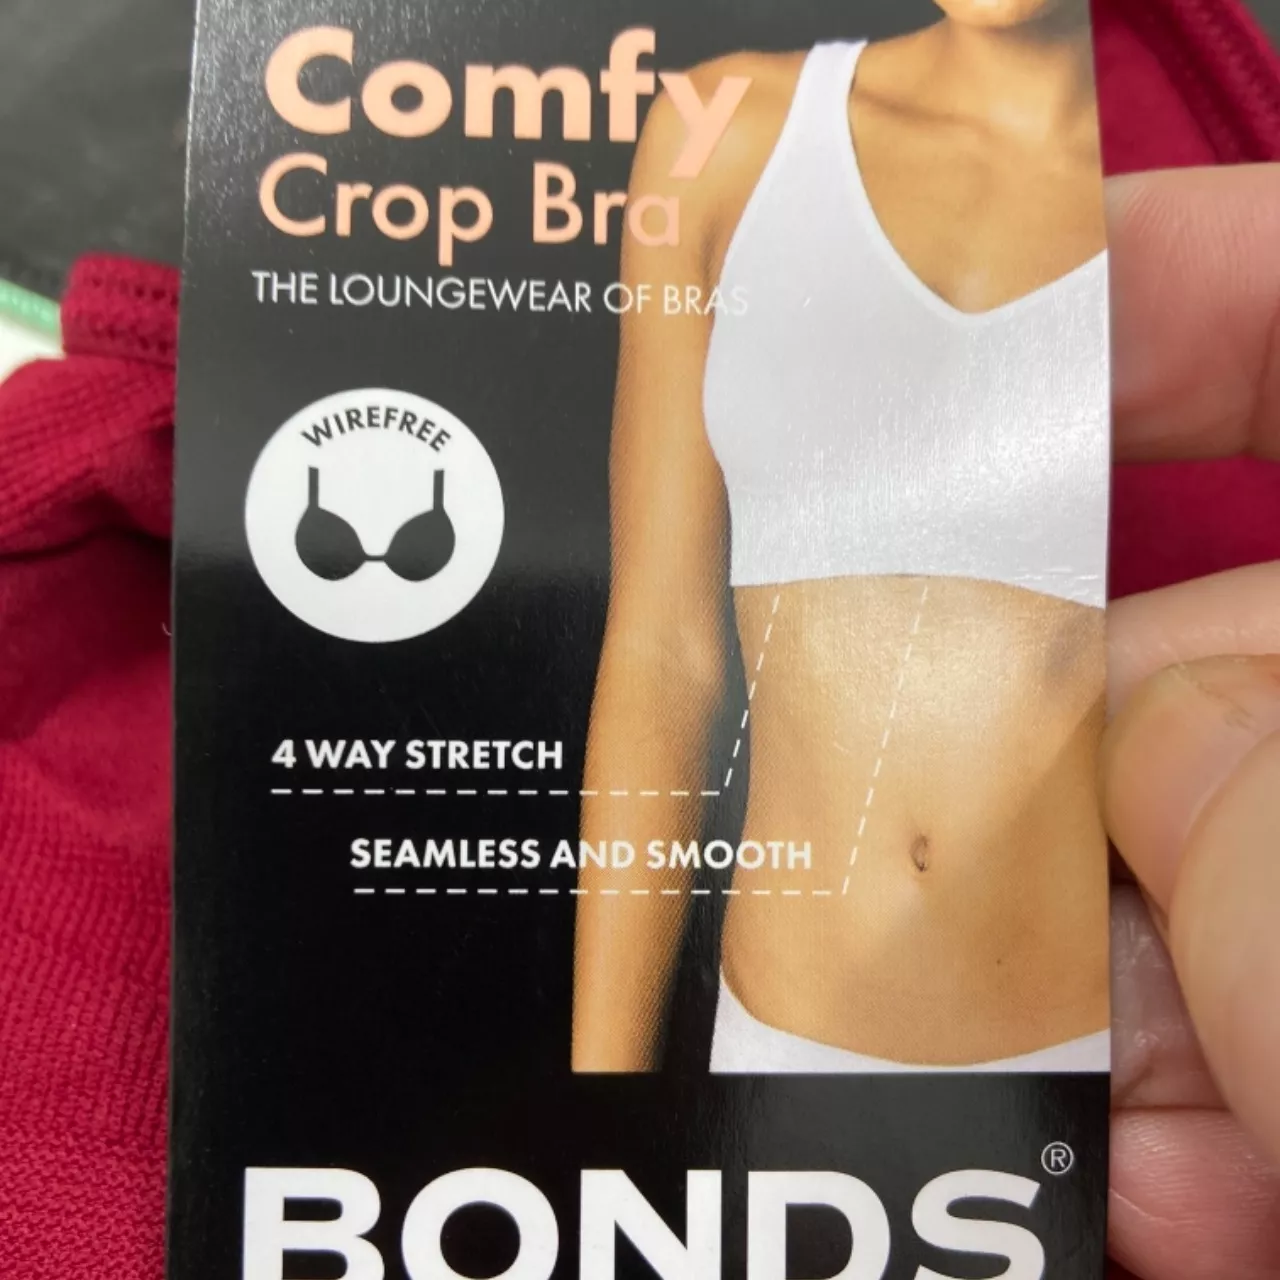 Comfy
Crop Bra
THE LOUNGEWEAR OF BRAS
WIREFREE
4 WAY STRETCH
SEAMLESS AND SMOOTH
BONDS®